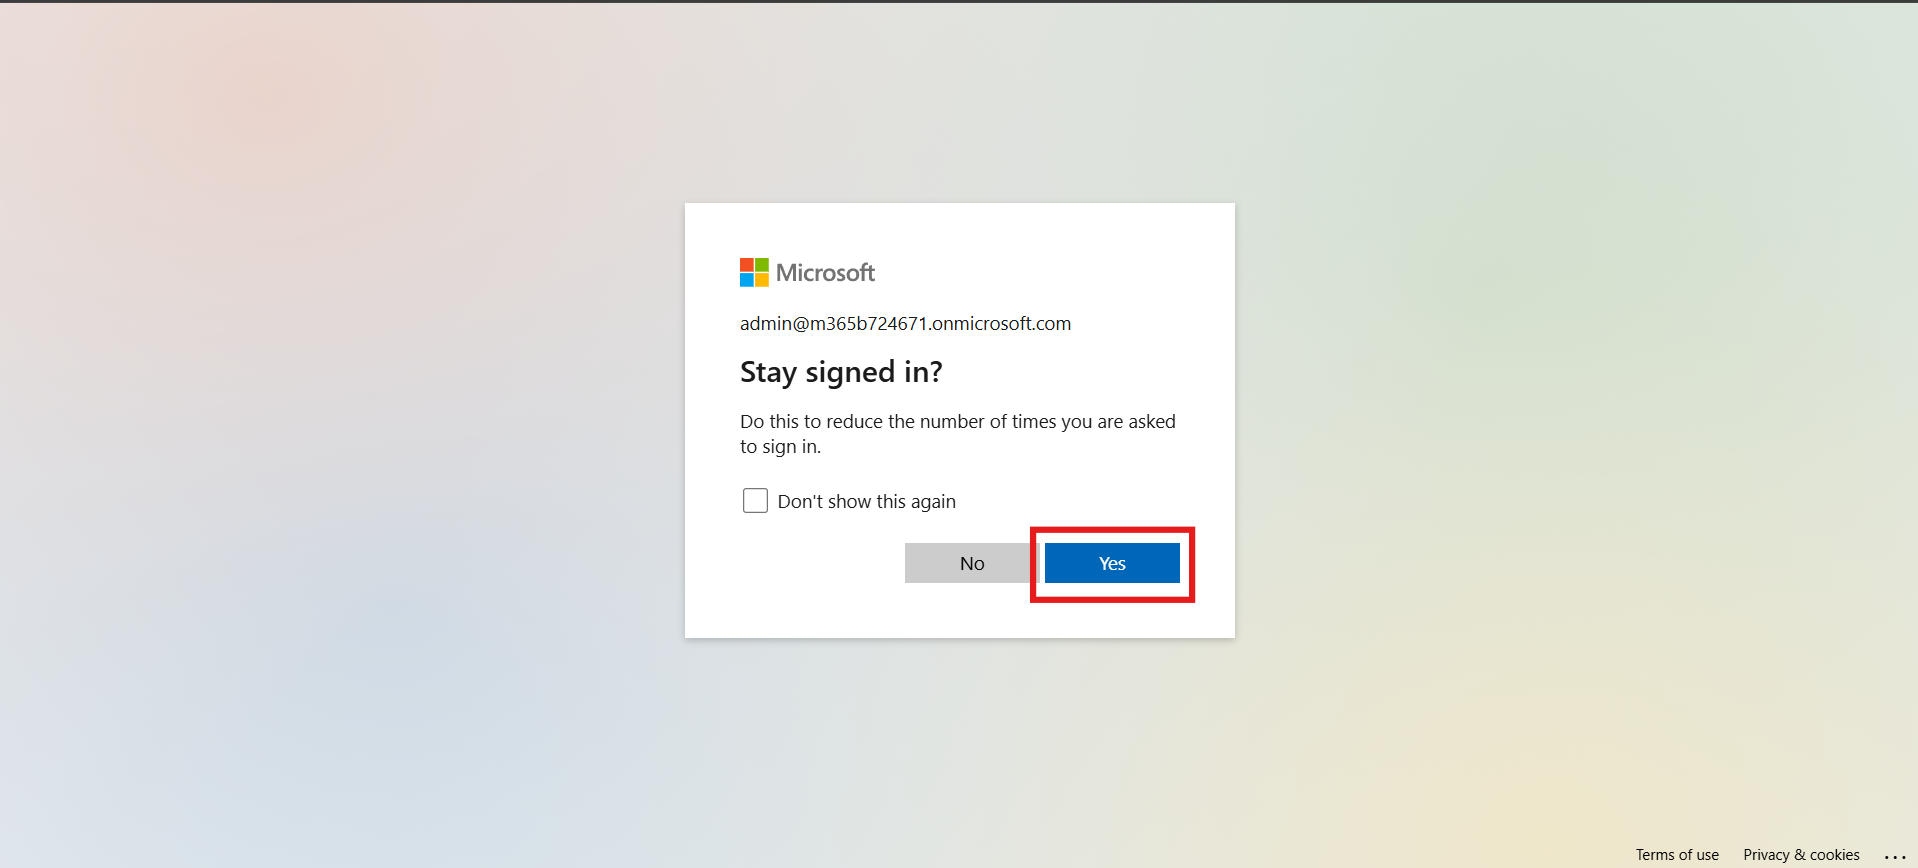 Microsoft
admin@m365b724671.onmicrosoft.com
Stay signed in?
Do this to reduce the number of times you are asked
to sign in.
Don't show this again
No
Yes
Terms of use
Privacy & cookies
...